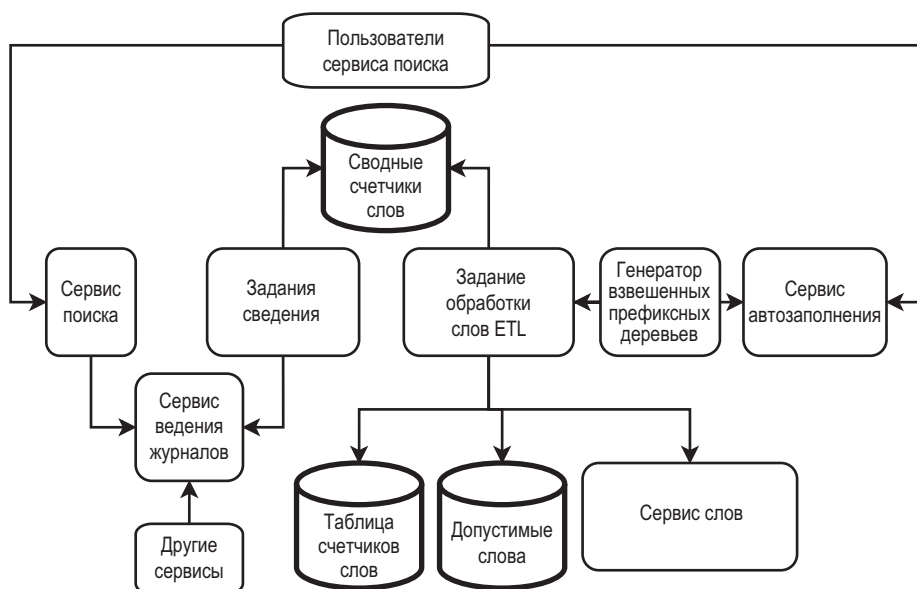 Пользователи
сервиса поиска
Сводные
счетчики
слов
Сервис
поиска
Задания
сведения
Задание
обработки
слов ETL
Генератор
взвешенных
префиксных
деревьев
Сервис
автозаполнения
Сервис
ведения
журналов
Таблица
счетчиков
слов
Допустимые
слова
Сервис слов
Другие
сервисы